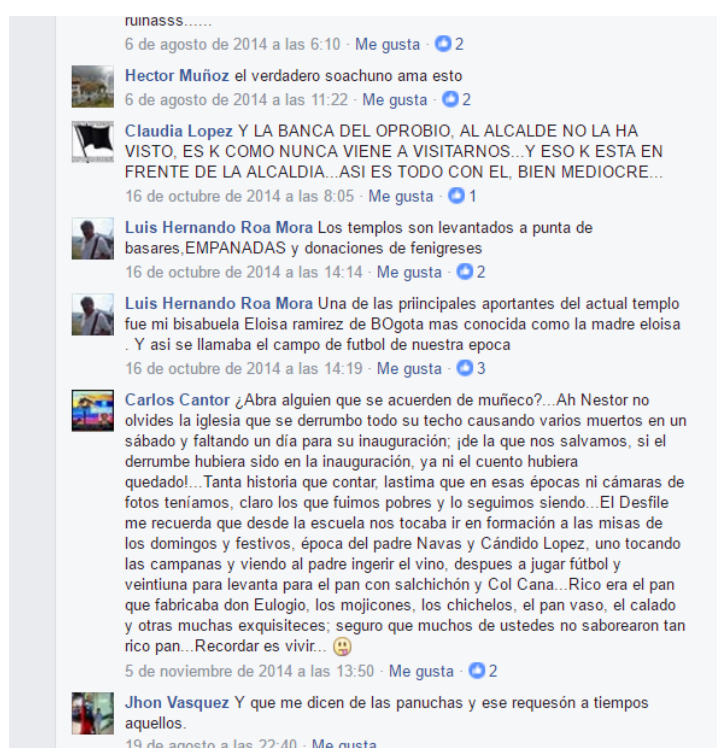 ruinasss......
6 de agosto de 2014 a las 6:10 · Me gusta · 2
Hector Muñoz el verdadero soachuno ama esto
6 de agosto de 2014 a las 11:22 · Me gusta · 2
Claudia Lopez Y LA BANCA DEL OPROBIO, AL ALCALDE NO LA HA
VISTO, ES K COMO NUNCA VIENE A VISITARNOS...Y ESO K ESTA EN
FRENTE DE LA ALCALDIA...ASI ES TODO CON EL, BIEN MEDIOCRE...
16 de octubre de 2014 a las 8:05 · Me gusta · 1
Luis Hernando Roa Mora Los templos son levantados a punta de
basares,EMPANADAS y donaciones de fenigreses
16 de octubre de 2014 a las 14:14 · Me gusta · 2
Luis Hernando Roa Mora Una de las priincipales aportantes del actual templo
fue mi bisabuela Eloisa ramirez de BOgota mas conocida como la madre eloisa
. Y asi se llamaba el campo de futbol de nuestra epoca
16 de octubre de 2014 a las 14:19 · Me gusta · 3
Carlos Cantor ¿Abra alguien que se acuerden de muñeco?...Ah Nestor no
olvides la iglesia que se derrumbo todo su techo causando varios muertos en un
sábado y faltando un día para su inauguración; ¡de la que nos salvamos, si el
derrumbe hubiera sido en la inauguración, ya ni el cuento hubiera
quedado!...Tanta historia que contar, lastima que en esas épocas ni cámaras de
fotos teníamos, claro los que fuimos pobres y lo seguimos siendo...El Desfile
me recuerda que desde la escuela nos tocaba ir en formación a las misas de
los domingos y festivos, época del padre Navas y Cándido Lopez, uno tocando
las campanas y viendo al padre ingerir el vino, despues a jugar fútbol y
veintiuna para levanta para el pan con salchichón y Col Cana...Rico era el pan
que fabricaba don Eulogio, los mojicones, los chichelos, el pan vaso, el calado
y otras muchas exquisiteces; seguro que muchos de ustedes no saborearon tan
rico pan...Recordar es vivir...
5 de noviembre de 2014 a las 13:50 · Me gusta · 2
Jhon Vasquez Y que me dicen de las panuchas y ese requesón a tiempos
aquellos.
19 de agosto a las 22:40 · Me gusta